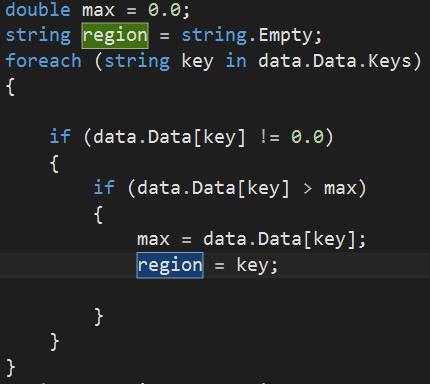 double max = 0.0;
string region = string.Empty;
foreach (string key in data.Data.Keys)
{
if (data.Data[key] != 0.0)
{
if (data.Data[key] > max)
{
max = data.Data[key];
region = key;
}
}
}